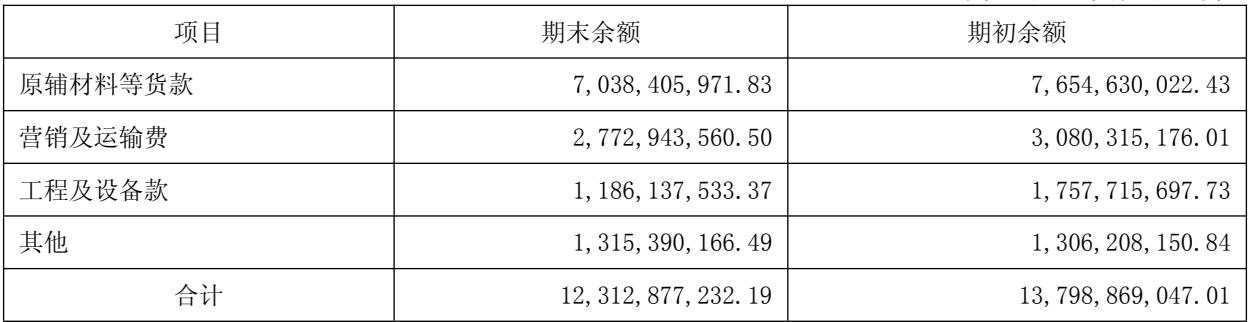 项目 期末余额 期初余额
原辅材料等货款 7,038,405,971.83 7,654,630,022.43
营销及运输费 2,772,943,560.50 3,080,315,176.01
工程及设备款 1,186,137,533.37 1,757,715,697.73
其他 1,315,390,166.49 1,306,208,150.84
合计 12,312,877,232.19 13,798,869,047.01